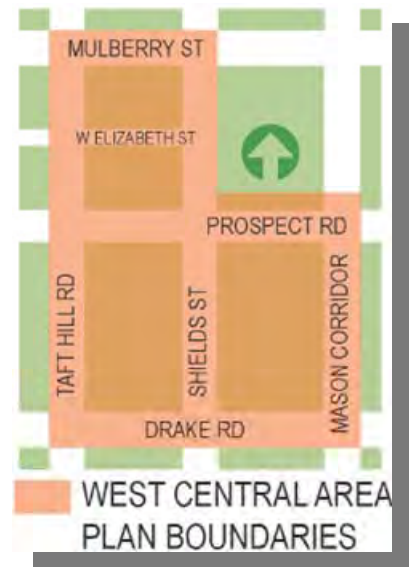 MULBERRY ST
W ELIZABETH ST
PROSPECT RD
TAFT HILL RD
SHIELDS ST
MASON CORRIDOR
DRAKE RD
WEST CENTRAL AREA
PLAN BOUNDARIES